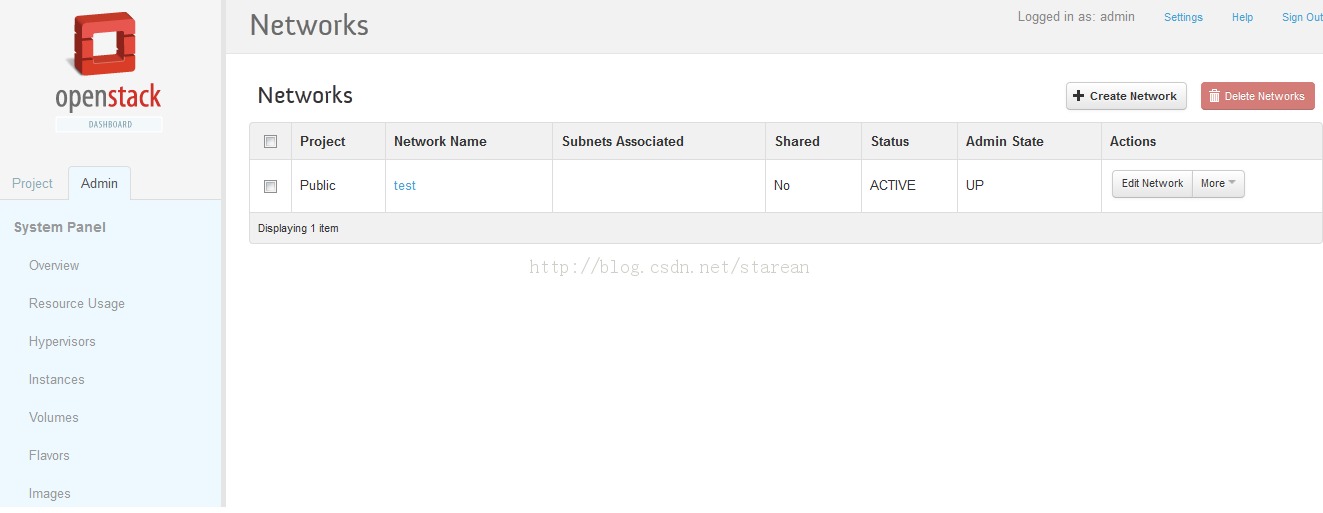 openstack
DASHBOARD
Project Admin
System Panel
Overview
Resource Usage
Hypervisors
Instances
Volumes
Flavors
Images
Networks
Logged in as: admin Settings Help Sign Out
Networks
Create Network Delete Networks
Project Network Name Subnets Associated Shared Status Admin State Actions
Public test No ACTIVE UP Edit Network More
Displaying 1 item
http://blog.csdn.net/starean